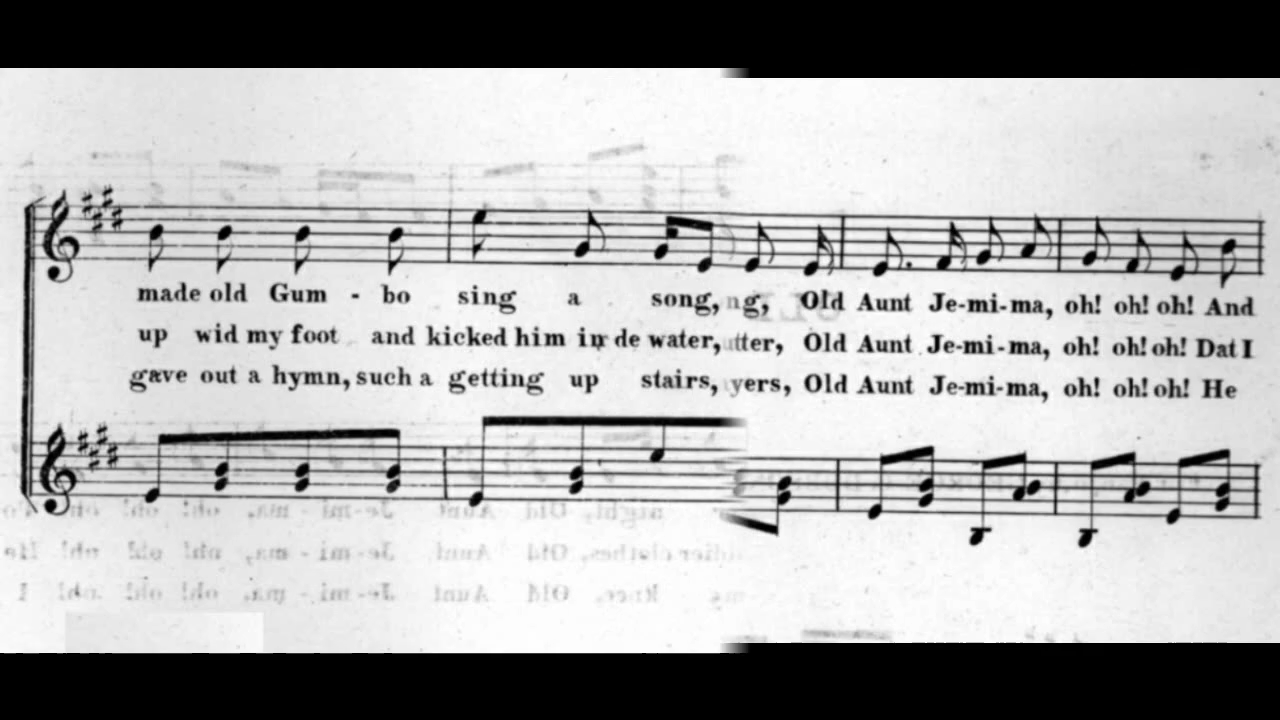 made old Gum - bo sing a song, ng, Old Aunt Je-mi-ma, oh! oh! oh! And
up wid my foot and kicked him in de water, utter, Old Aunt Je-mi-ma, oh! oh! oh! Dat I
gave out a hymn, such a getting up stairs, yers, Old Aunt Je-mi-ma, oh! oh! oh! He